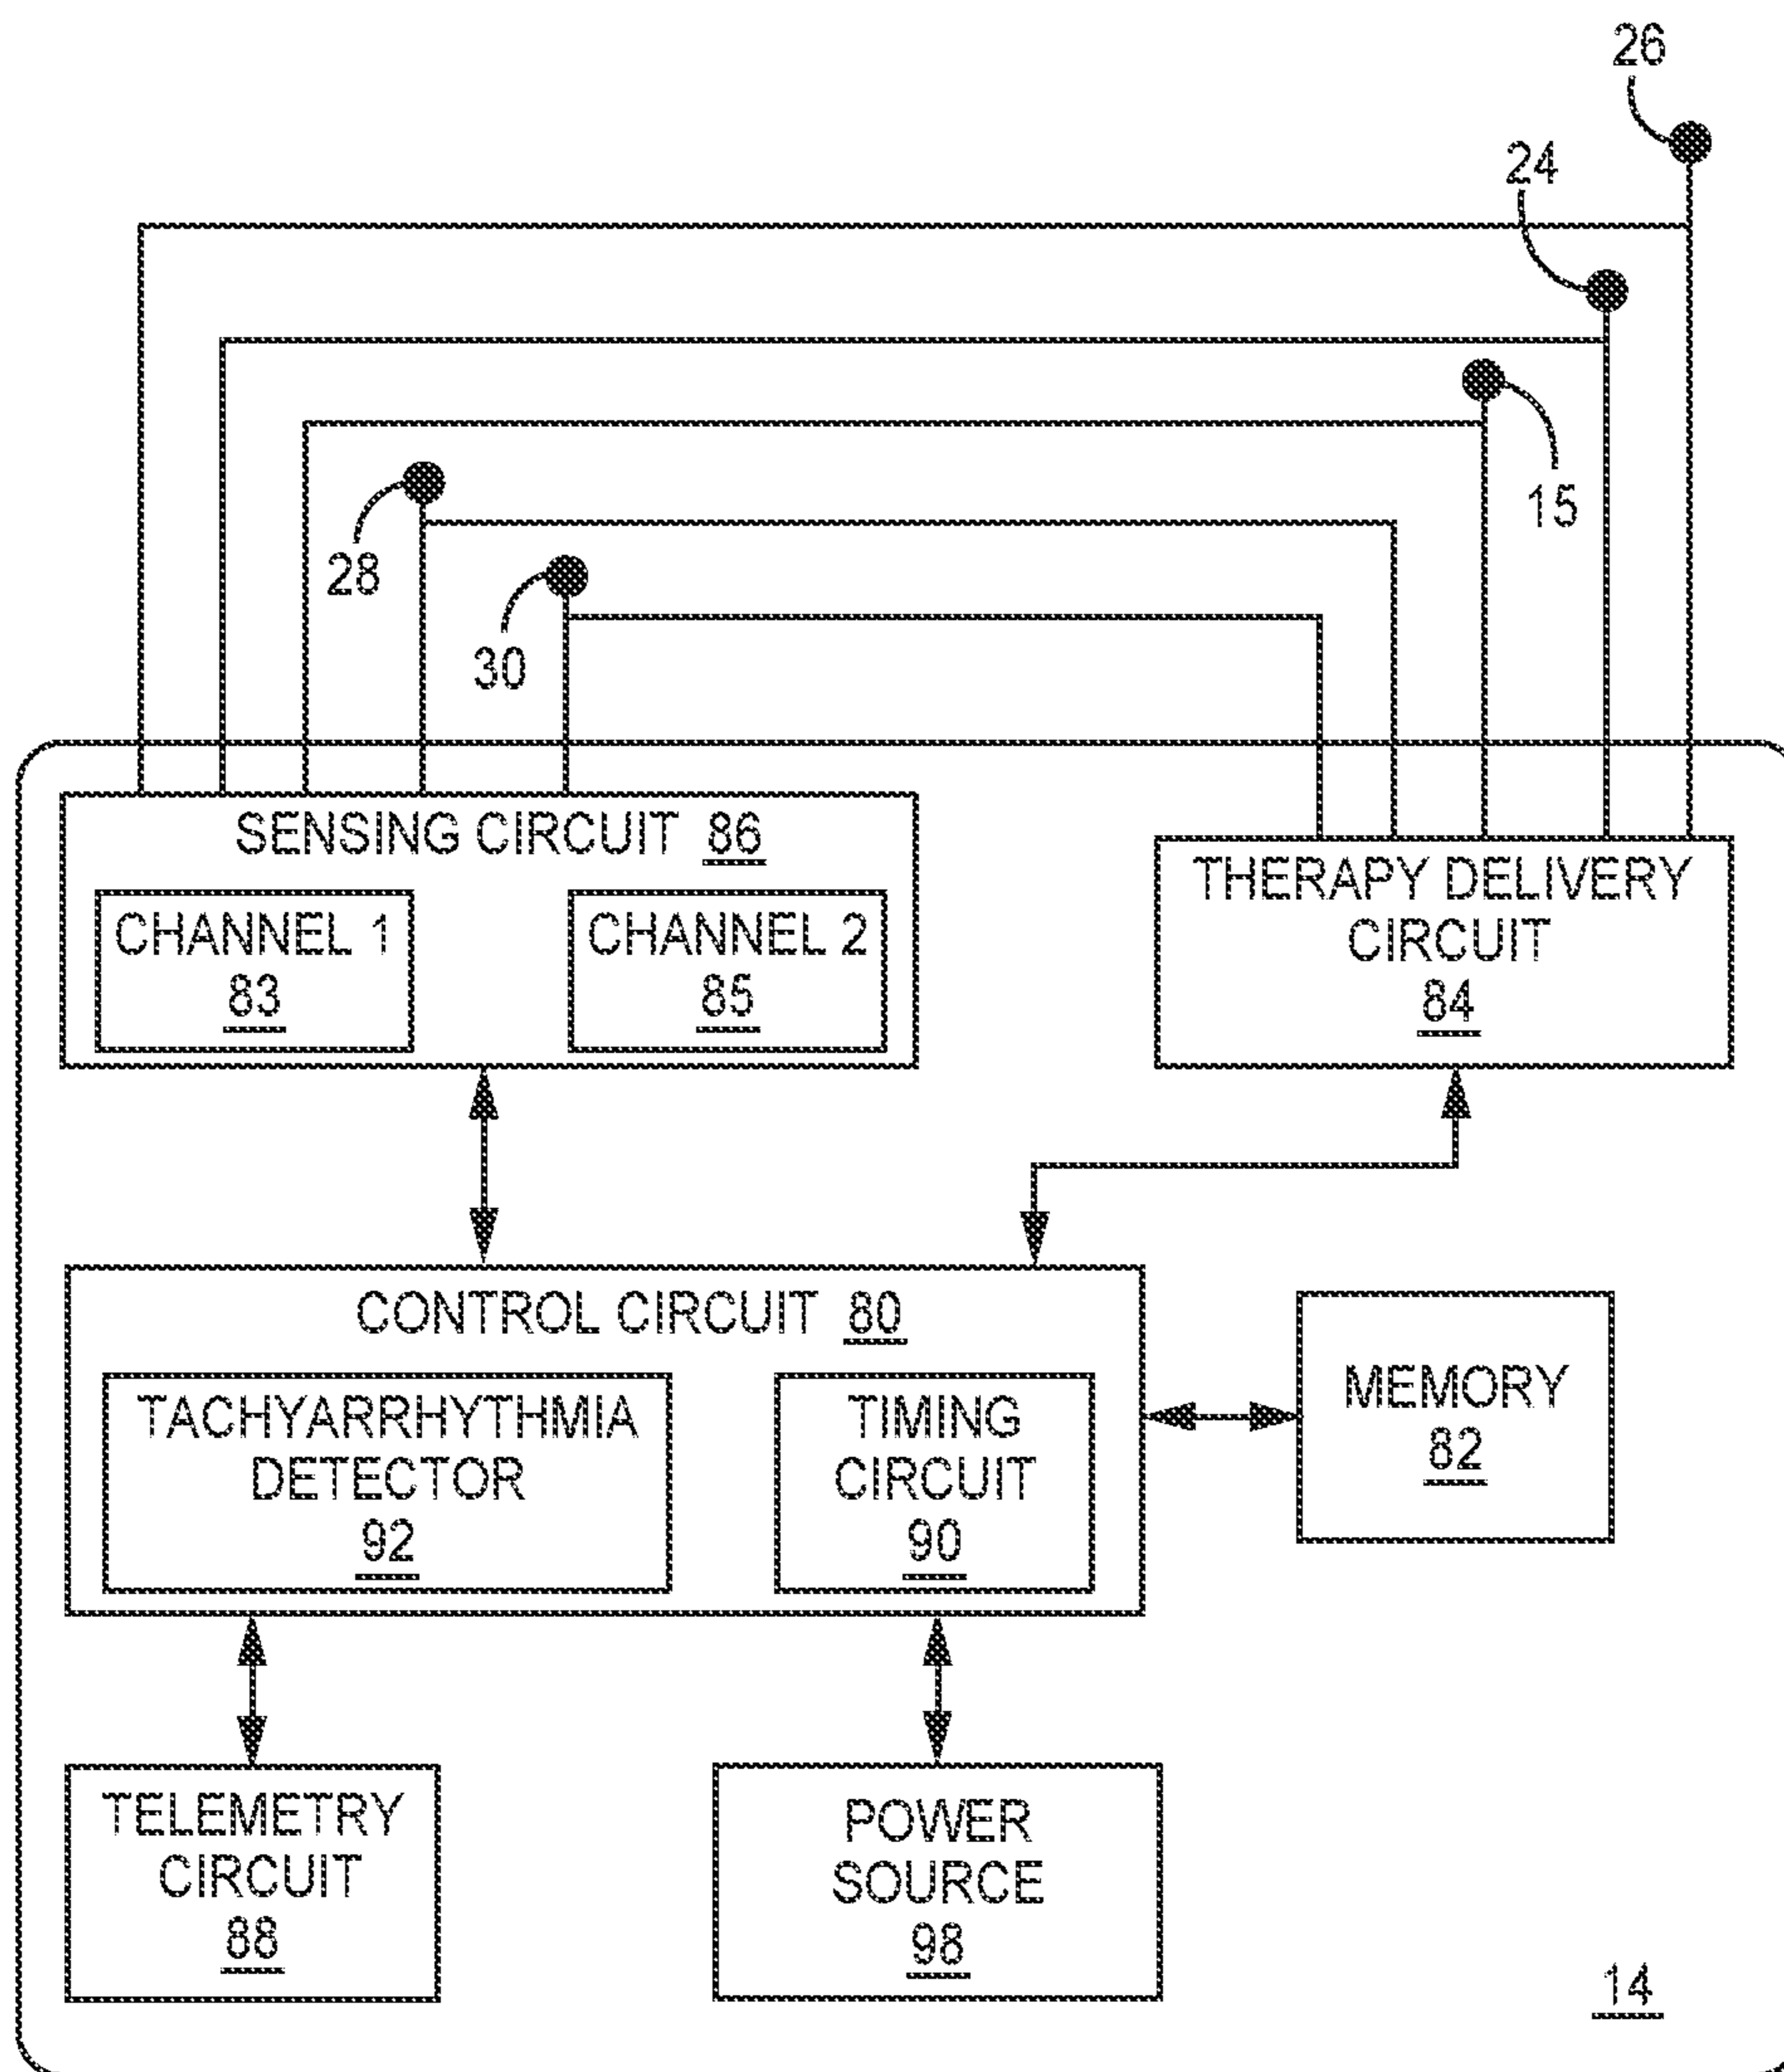 26
24
15
28
30
SENSING CIRCUIT 86
CHANNEL 1
83
CHANNEL 2
85
THERAPY DELIVERY
CIRCUIT
84
CONTROL CIRCUIT 80
TACHYARRHYTHMIA
DETECTOR
92
TIMING
CIRCUIT
90
MEMORY
82
TELEMETRY
CIRCUIT
88
POWER
SOURCE
98
14